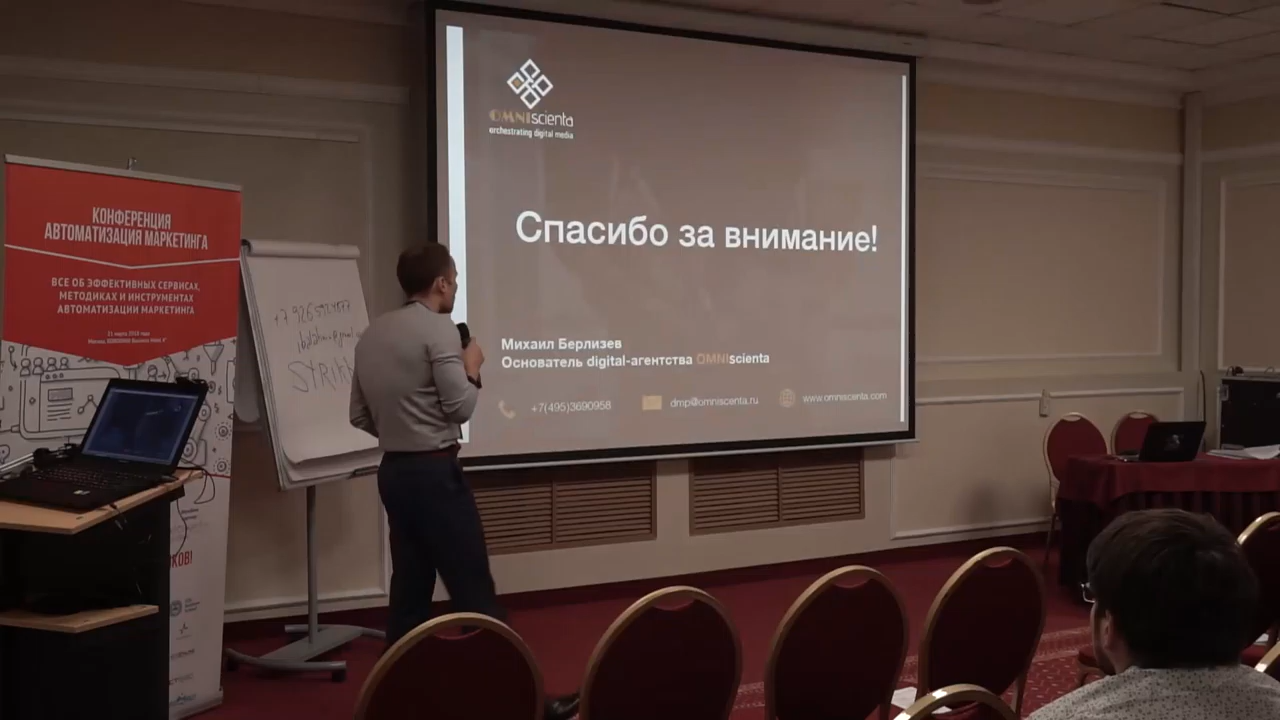 КОНФЕРЕНЦИЯ
АВТОМАТИЗАЦИЯ МАРКЕТИНГА
ВСЕ ОБ ЭФФЕКТИВНЫХ СЕРВИСАХ,
МЕТОДИКАХ И ИНСТРУМЕНТАХ
АВТОМАТИЗАЦИИ МАРКЕТИНГА
OMNIscienta
orchestrating digital media
Спасибо за внимание!
Михаил Берлизев
Основатель digital-агентства OMNIscienta
+7(495)3690958
dmp@omniscenta.ru
www.omniscenta.com